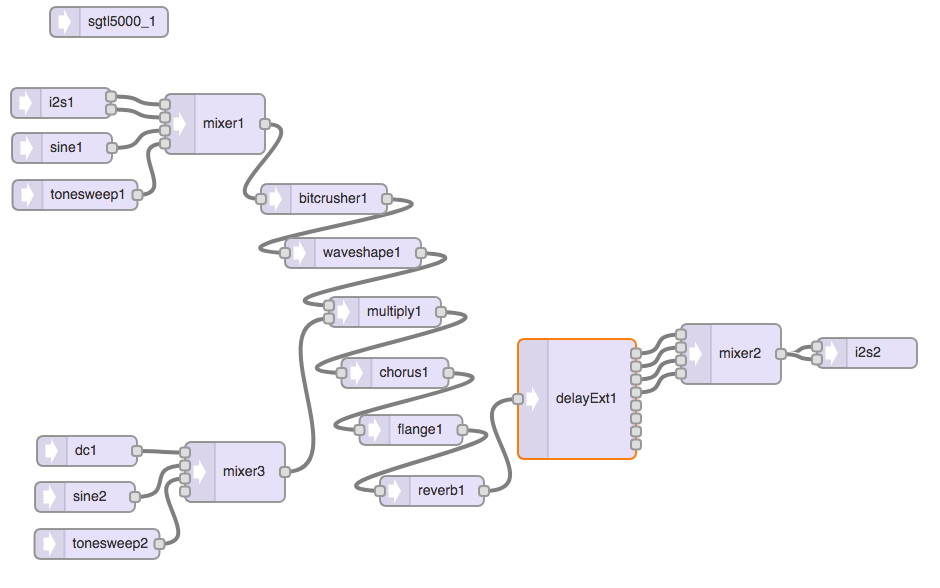 sgtl5000_1
i2s1
mixer1
sine1
tonesweep1
bitcrusher1
waveshape1
multiply1
chorus1
flange1
reverb1
dc1
sine2
tonesweep2
mixer3
delayExt1
mixer2
i2s2